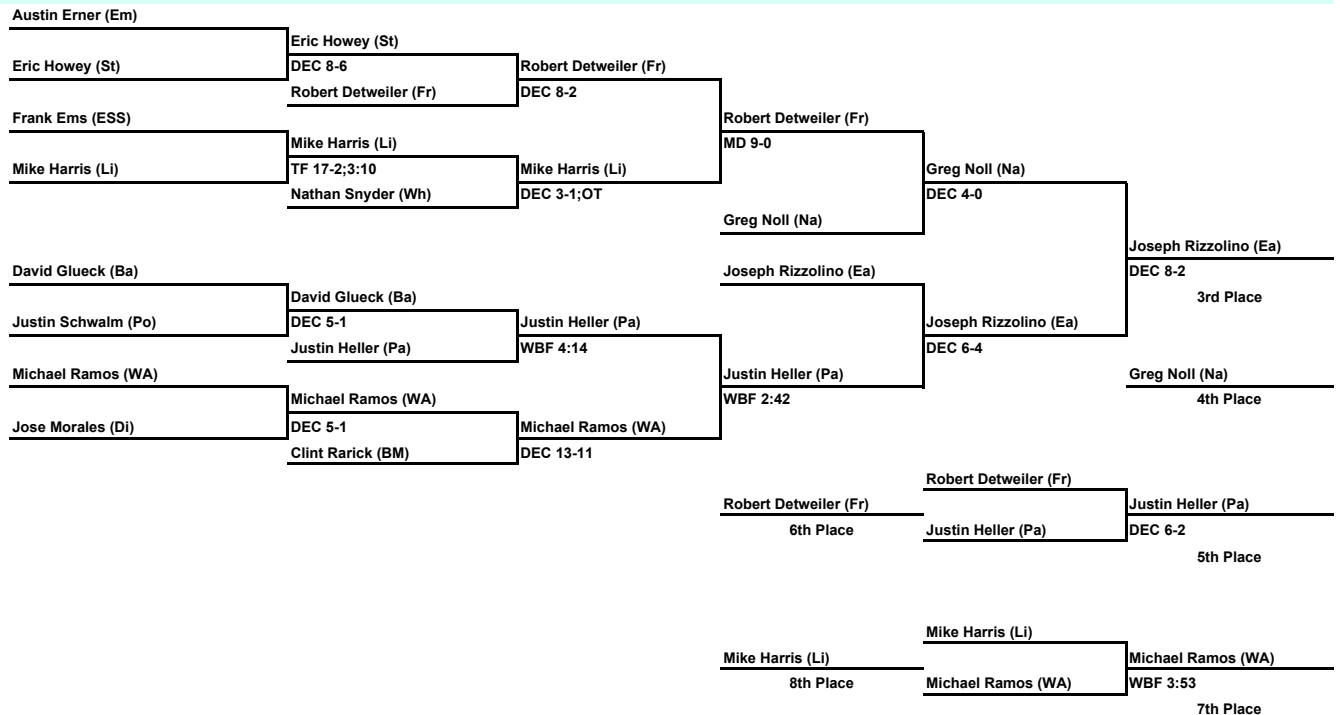 Austin Erner (Em)
Eric Howey (St)
Eric Howey (St)
DEC 8-6
Robert Detweiler (Fr)
Robert Detweiler (Fr)
DEC 8-2
Frank Ems (ESS)
Robert Detweiler (Fr)
MD 9-0
Mike Harris (Li)
Mike Harris (Li)
TF 17-2;3:10
Mike Harris (Li)
DEC 3-1;OT
Nathan Snyder (Wh)
Greg Noll (Na)
DEC 4-0
Greg Noll (Na)
Joseph Rizzolino (Ea)
DEC 8-2
3rd Place
David Glueck (Ba)
Joseph Rizzolino (Ea)
David Glueck (Ba)
DEC 5-1
Justin Schwalm (Po)
Justin Heller (Pa)
WBF 4:14
Justin Heller (Pa)
Joseph Rizzolino (Ea)
DEC 6-4
Michael Ramos (WA)
Justin Heller (Pa)
WBF 2:42
Greg Noll (Na)
4th Place
Michael Ramos (WA)
DEC 5-1
Jose Morales (Di)
Michael Ramos (WA)
DEC 13-11
Clint Rarick (BM)
Robert Detweiler (Fr)
Robert Detweiler (Fr)
6th Place
Justin Heller (Pa)
Justin Heller (Pa)
DEC 6-2
5th Place
Mike Harris (Li)
Mike Harris (Li)
8th Place
Michael Ramos (WA)
Michael Ramos (WA)
WBF 3:53
7th Place